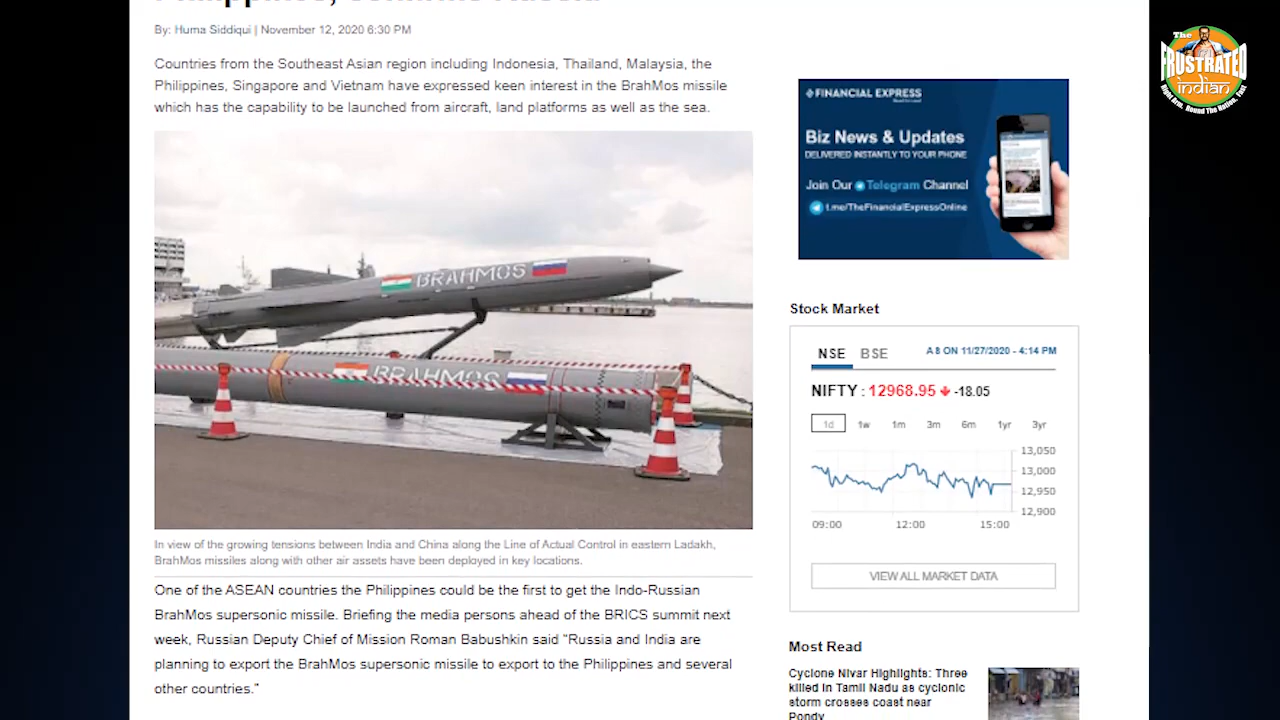 By: Huma Siddiqui | November 12, 2020 6:30 PM
Countries from the Southeast Asian region including Indonesia, Thailand, Malaysia, the
Philippines, Singapore and Vietnam have expressed keen interest in the BrahMos missile
which has the capability to be launched from aircraft, land platforms as well as the sea.
BRAHMOS
BRAHMOS
In view of the growing tensions between India and China along the Line of Actual Control in eastern Ladakh,
BrahMos missiles along with other air assets have been deployed in key locations.
One of the ASEAN countries the Philippines could be the first to get the Indo-Russian
BrahMos supersonic missile. Briefing the media persons ahead of the BRICS summit next
week, Russian Deputy Chief of Mission Roman Babushkin said "Russia and India are
planning to export the BrahMos supersonic missile to export to the Philippines and several
other countries."
The
FRUSTRATED
indian
Right Arm. Round The Nation. Fast
FINANCIAL EXPRESS
Biz News & Updates
DELIVERED INSTANTLY TO YOUR PHONE
Join Our Telegram Channel
t.me/TheFinancialExpressOnline
Stock Market
NSE BSE AS ON 11/27/2020 - 4:14 PM
NIFTY : 12968.95 -18.05
1d 1w 1m 3m 6m 1yr 3yr
13,050
13,000
12,950
12,900
09:00 12:00 15:00
VIEW ALL MARKET DATA
Most Read
Cyclone Nivar Highlights: Three
killed in Tamil Nadu as cyclonic
storm crosses coast near
Pondy